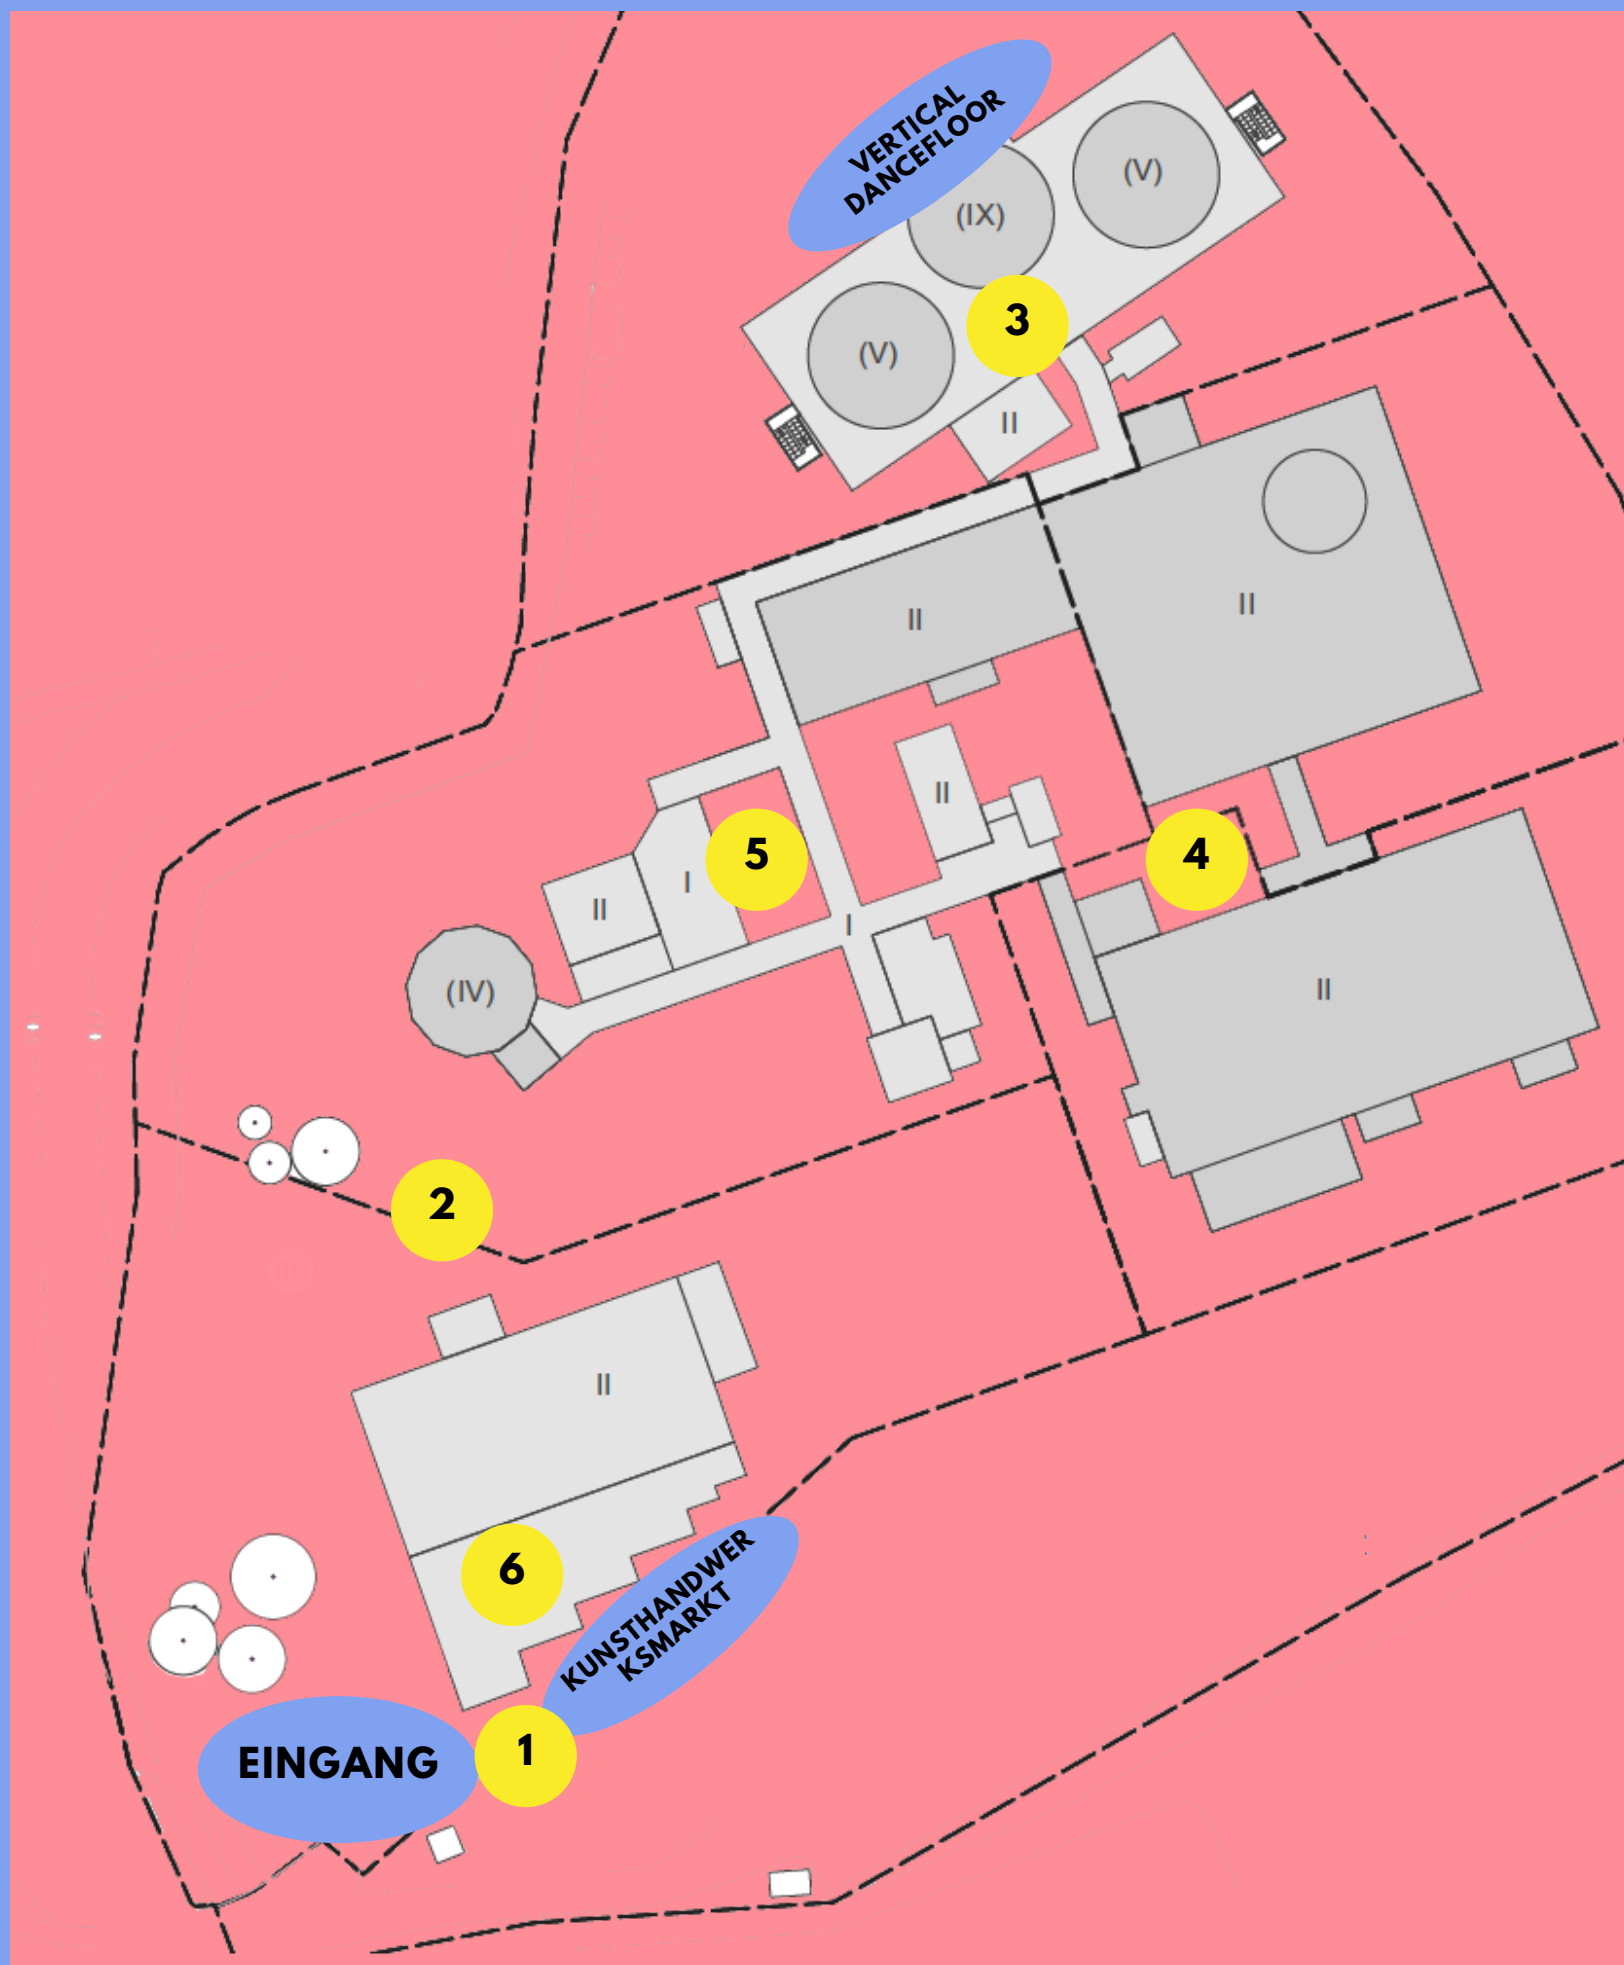 VERTICAL
DANCEFLOOR
(V)
(IX)
3
(V)
II
II
II
II
5
4
I
II
I
(IV)
II
2
II
6
KUNSTHANDWER
KSMARKT
EINGANG
1